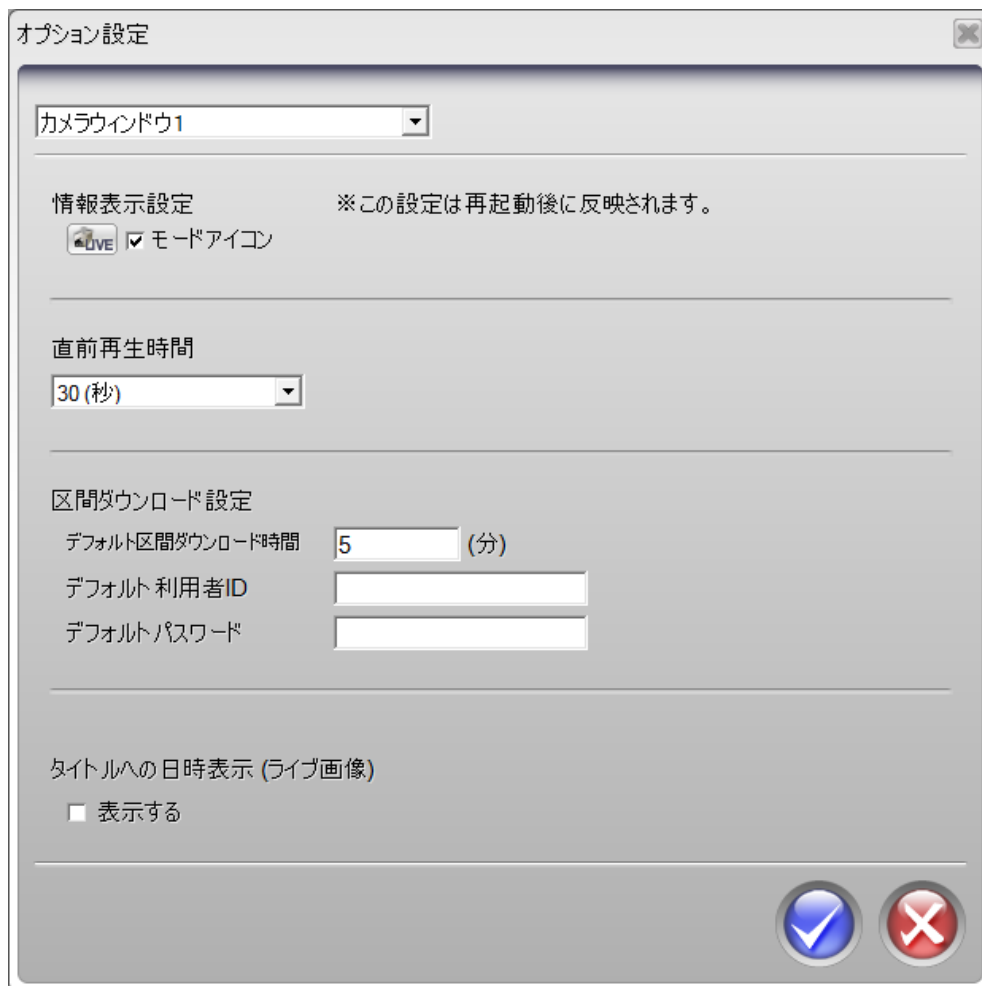 オプション設定
カメラウィンドウ1
情報表示設定 ※この設定は再起動後に反映されます。
LIVE モードアイコン
直前再生時間
30 (秒)
区間ダウンロード設定
デフォルト区間ダウンロード時間 5 (分)
デフォルト利用者ID
デフォルトパスワード
タイトルへの日時表示 (ライブ画像)
表示する